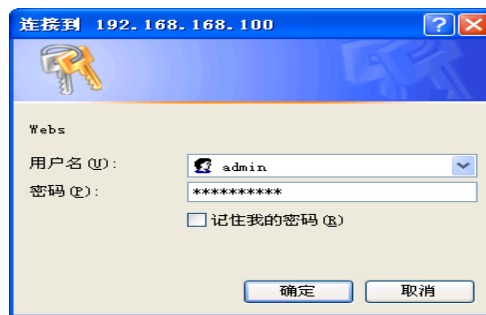 连接到 192.168.168.100
Webs
用户名(U):
admin
密码(P):
**********
记住我的密码(R)
确定
取消